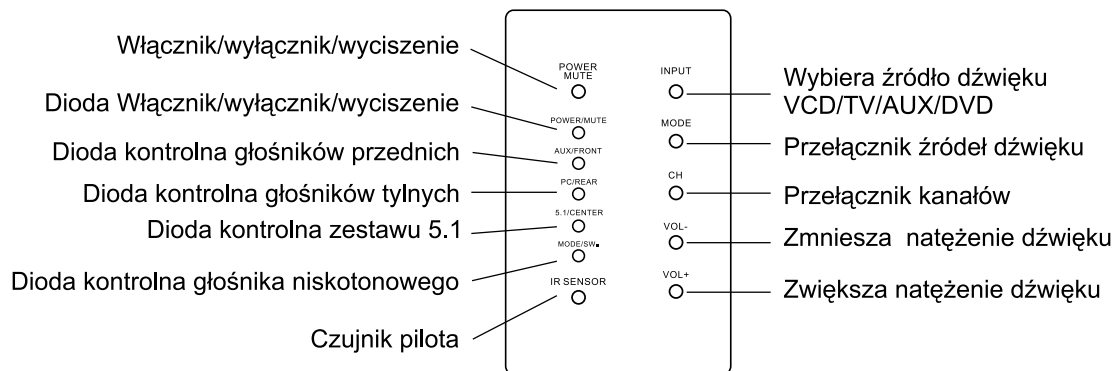 Włącznik/wyłącznik/wyciszenie
Dioda Włącznik/wyłącznik/wyciszenie
Dioda kontrolna głośników przednich
Dioda kontrolna głośników tylnych
Dioda kontrolna zestawu 5.1
Dioda kontrolna głośnika niskotonowego
Czujnik pilota
POWER
MUTE
POWER/MUTE
AUX/FRONT
PC/REAR
5.1/CENTER
MODE/SW.
IR SENSOR
INPUT
MODE
CH
VOL-
VOL+
Wybiera źródło dźwięku
VCD/TV/AUX/DVD
Przełącznik źródeł dźwięku
Przełącznik kanałów
Zmniesza natężenie dźwięku
Zwiększa natężenie dźwięku